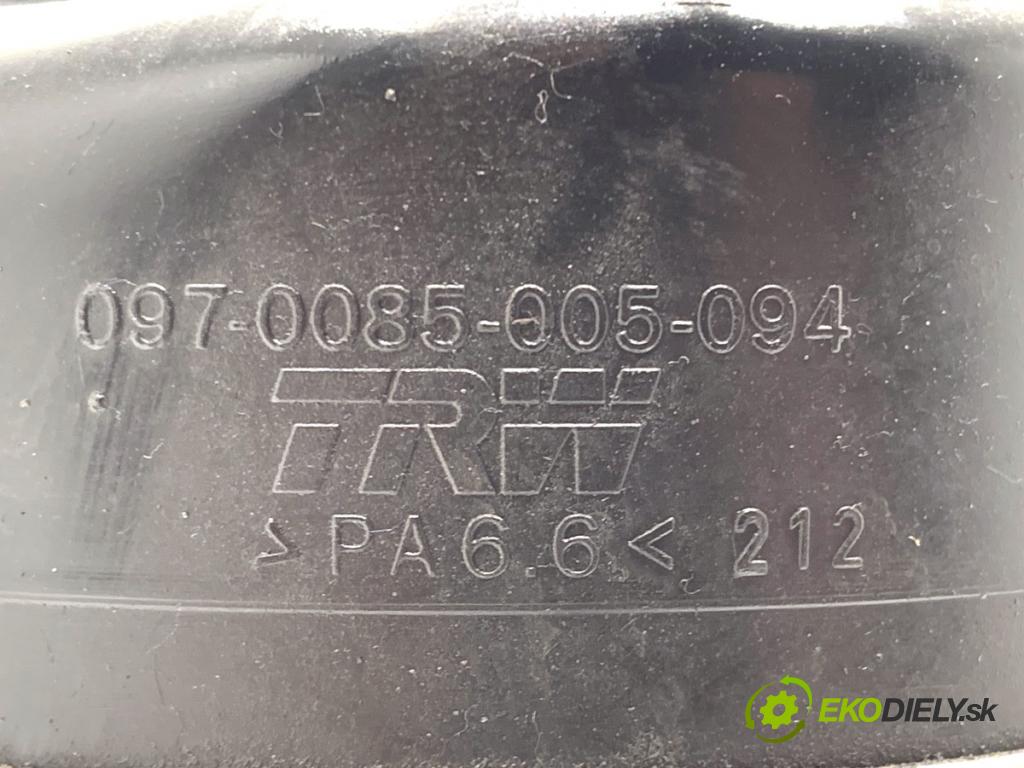 097-0085-005-094
TRW
>PA6.6< 212
EKODIELY.sk